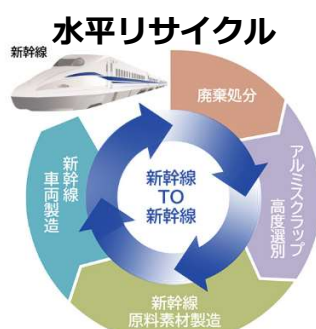 水平リサイクル
新幹線
廃棄処分
アルミスクラップ
高度選別
新幹線
原料素材製造
新幹線
車両製造
新幹線
TO
新幹線